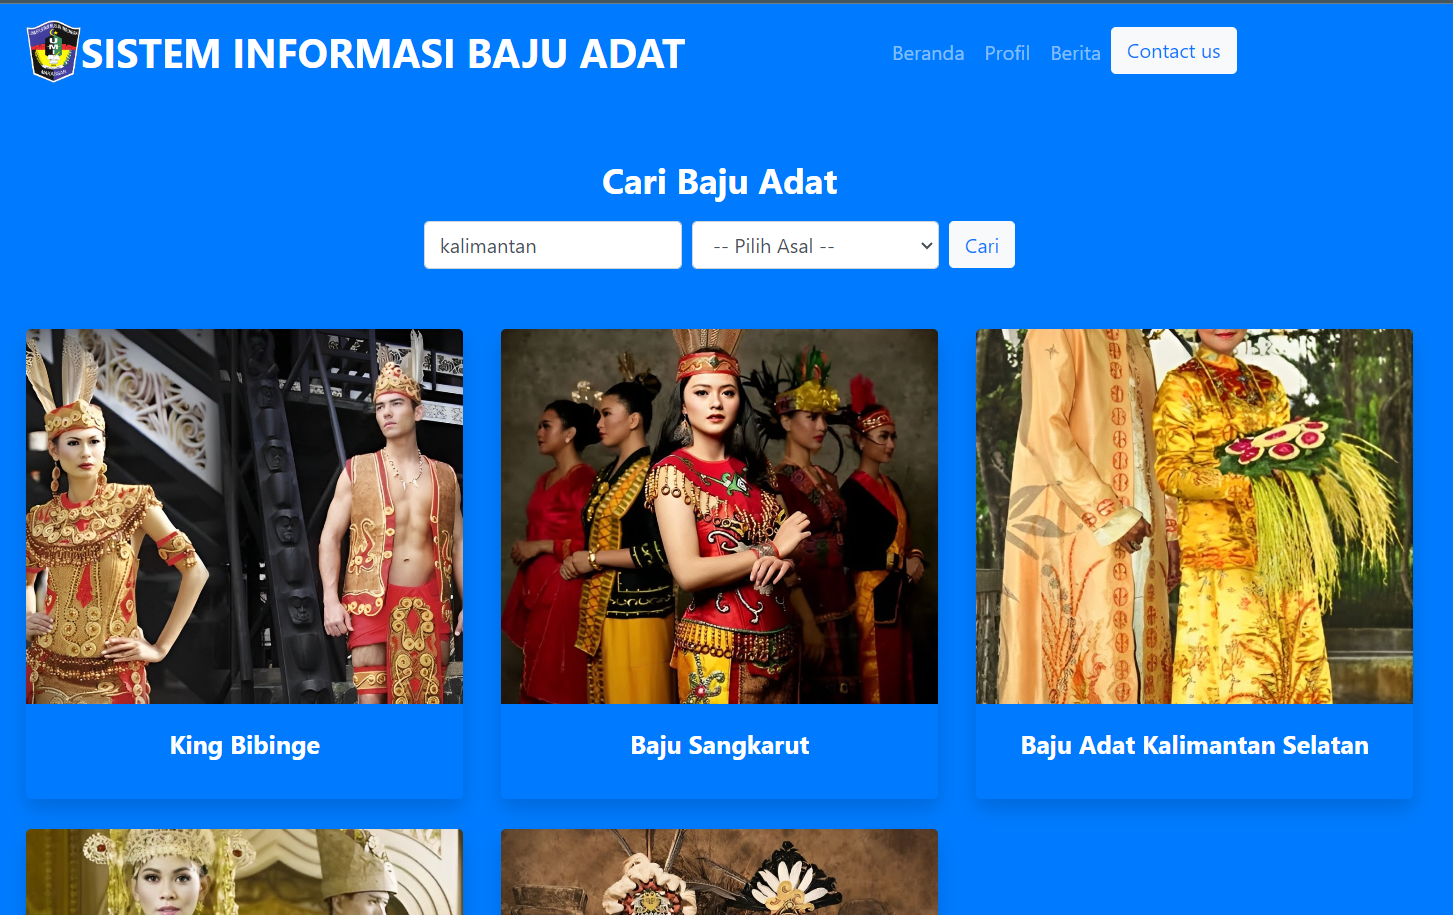 SISTEM INFORMASI BAJU ADAT
Beranda Profil Berita Contact us
Cari Baju Adat
kalimantan -- Pilih Asal -- Cari
King Bibinge
Baju Sangkarut
Baju Adat Kalimantan Selatan